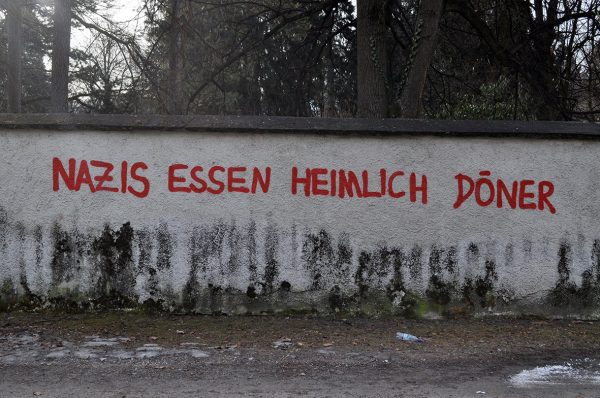 NAZIS ESSEN HEIMLICH DÖNER